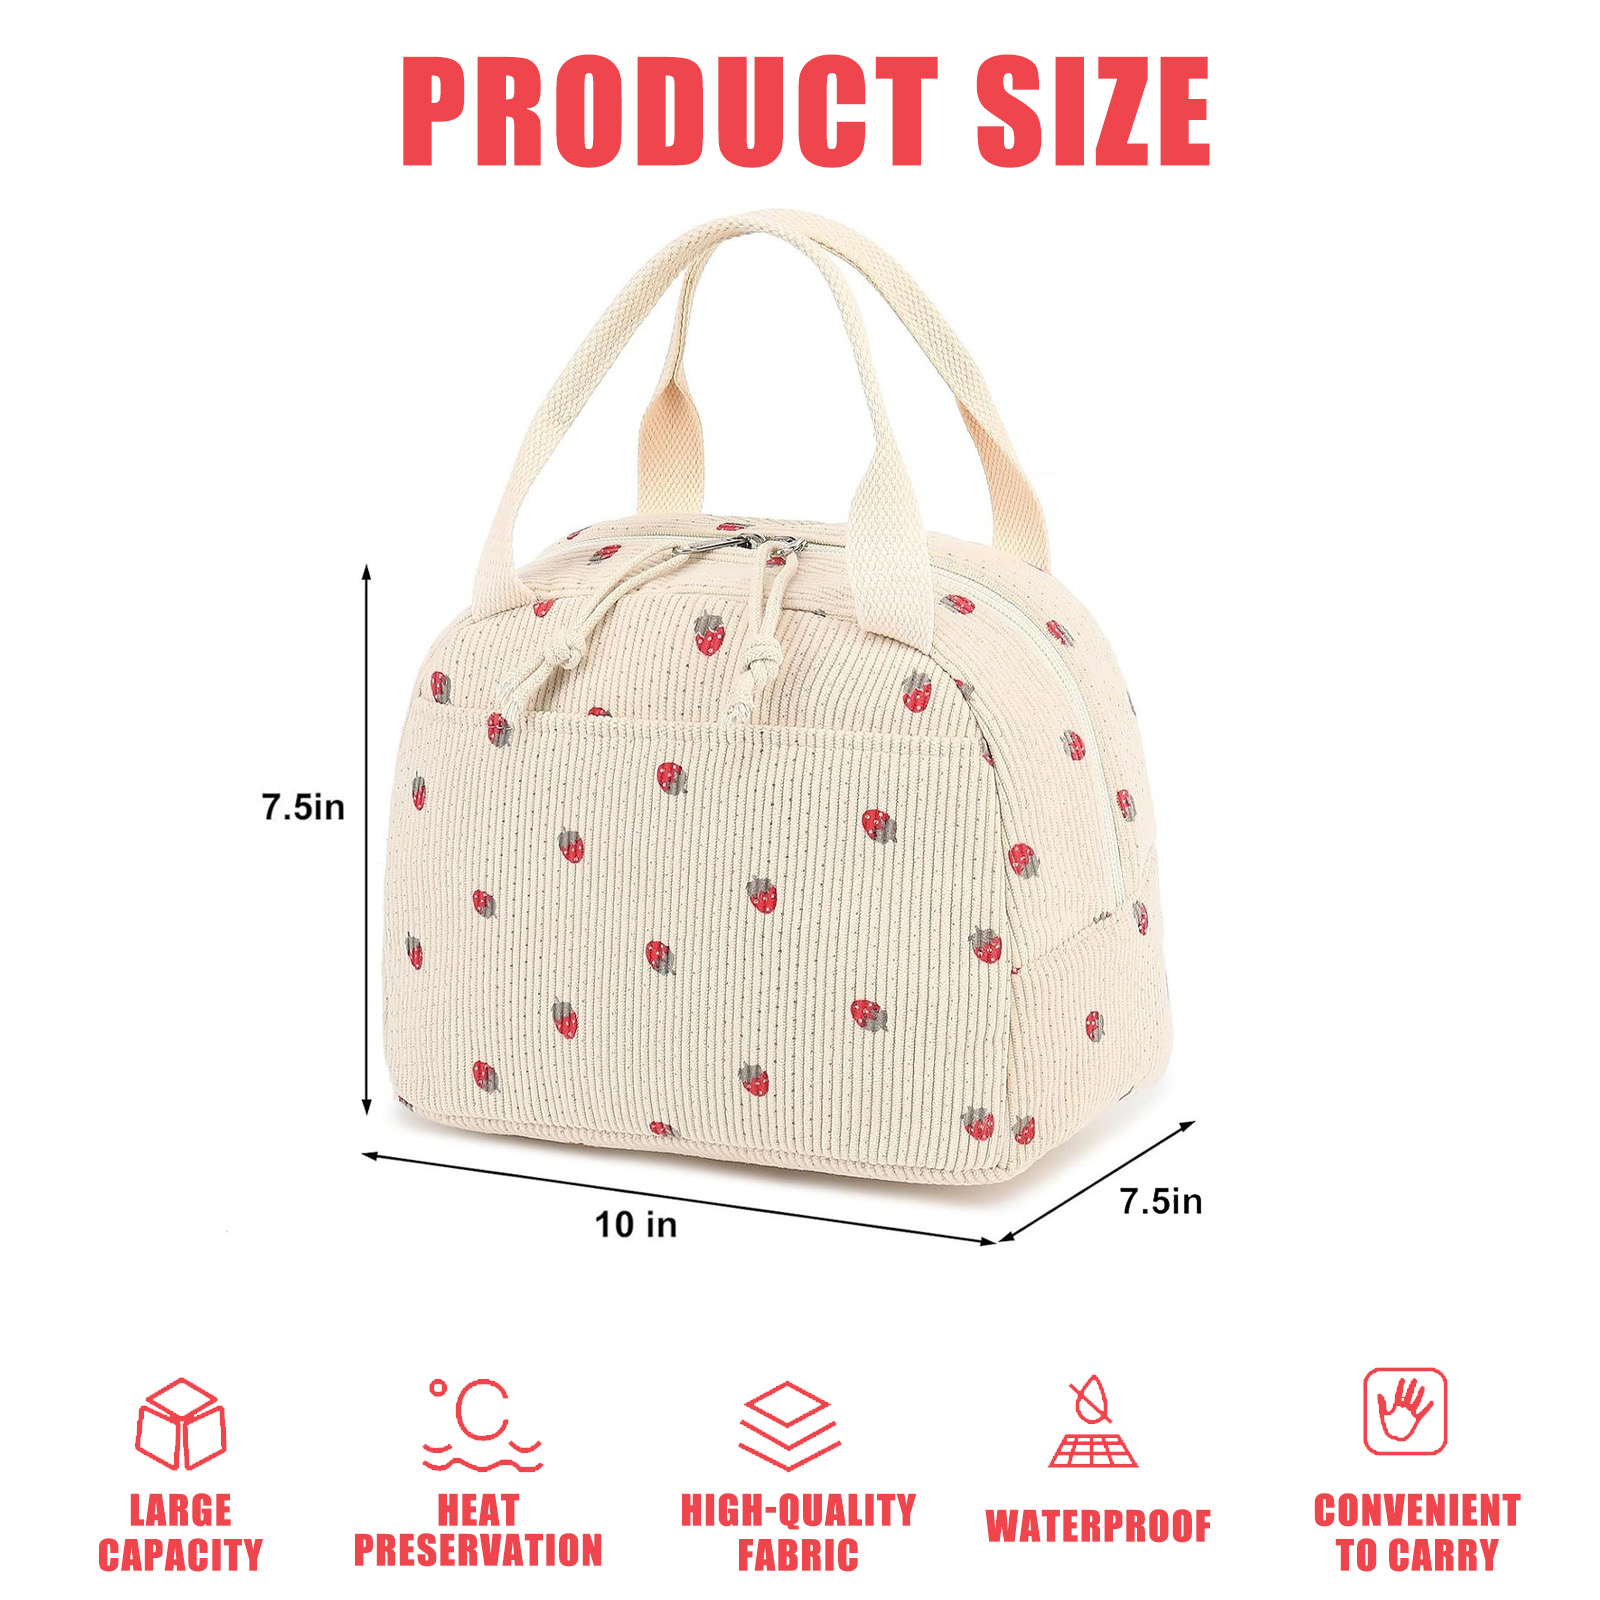 PRODUCT SIZE
7.5in
10 in
7.5in
LARGE
CAPACITY
HEAT
PRESERVATION
HIGH-QUALITY
FABRIC
WATERPROOF
CONVENIENT
TO CARRY